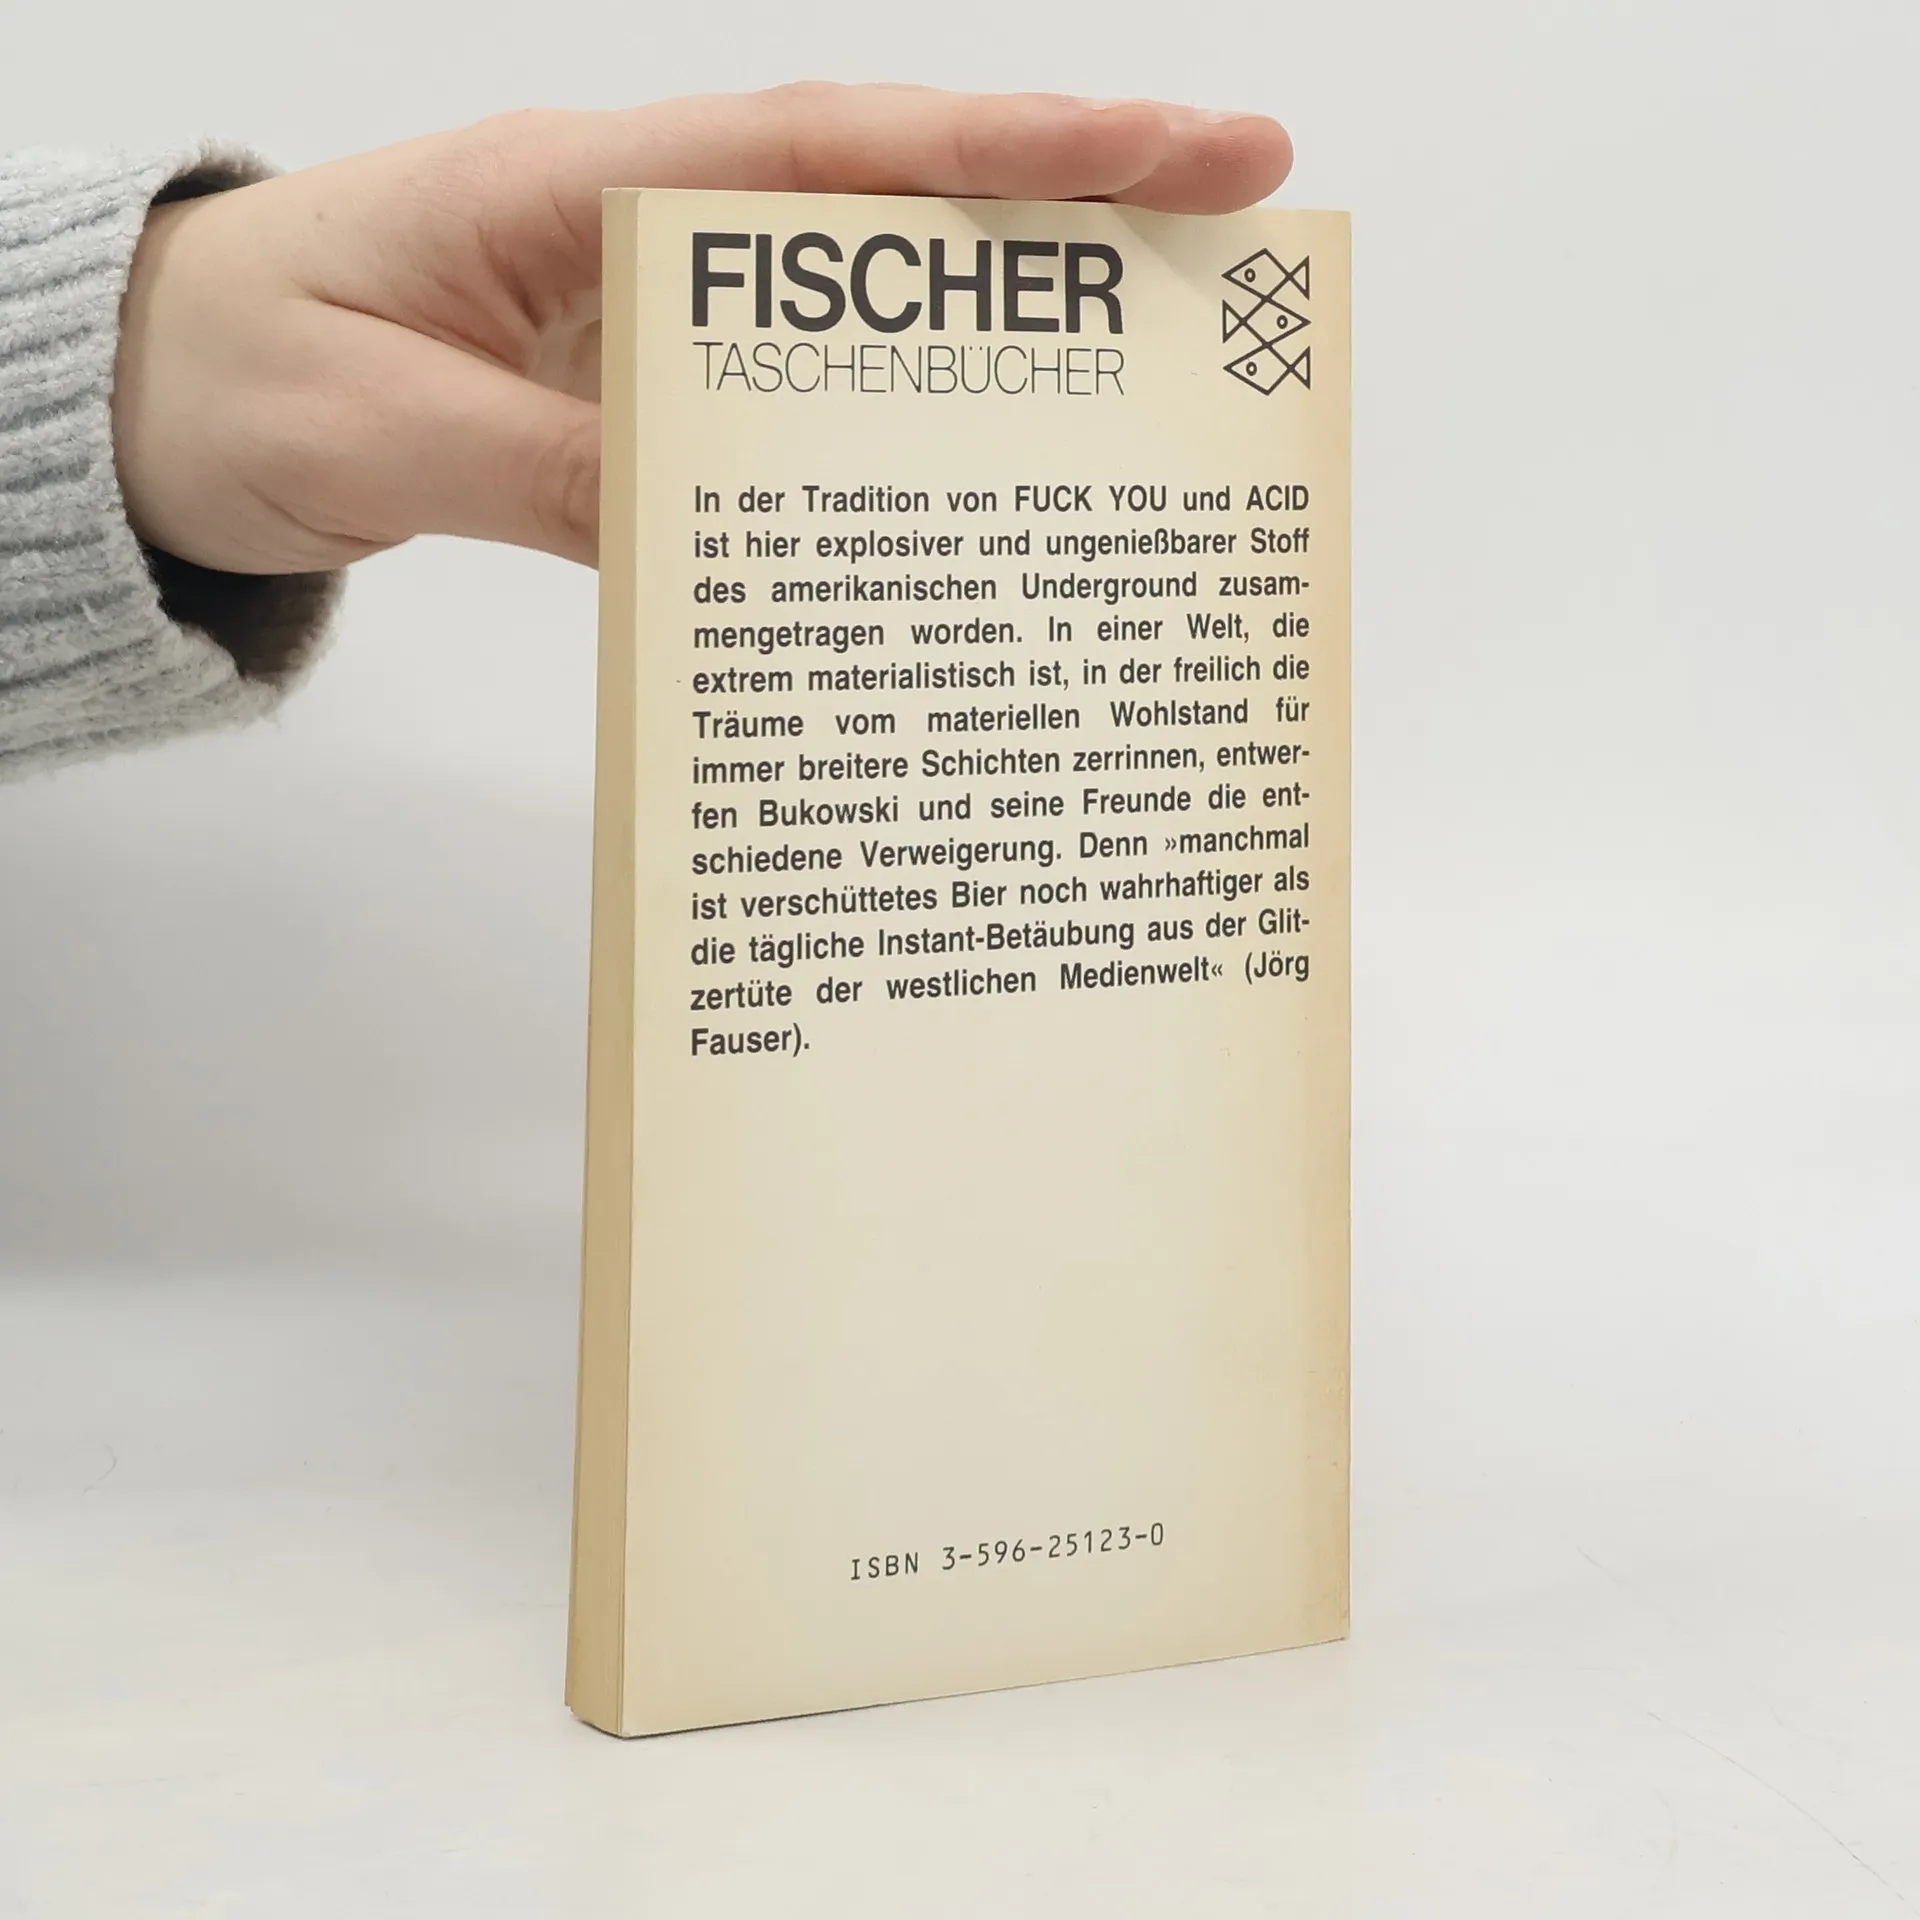 FISCHER
TASCHENBÜCHER
In der Tradition von FUCK YOU und ACID
ist hier explosiver und ungenießbarer Stoff
des amerikanischen Underground zusam-
mengetragen worden. In einer Welt, die
extrem materialistisch ist, in der freilich die
Träume vom materiellen Wohlstand für
immer breitere Schichten zerrinnen, entwer-
fen Bukowski und seine Freunde die ent-
schiedene Verweigerung. Denn »manchmal
ist verschüttetes Bier noch wahrhaftiger als
die tägliche Instant-Betäubung aus der Glit-
zertüte der westlichen Medienwelt« (Jörg
Fauser).
ISBN 3-596-25123-0